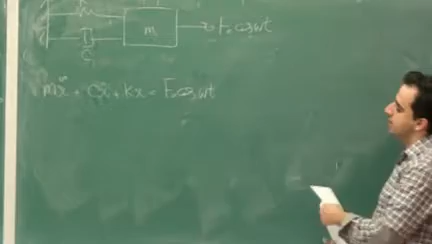 m F₀ cos ωt
c
mẍ + cẋ + kx = F₀ cos ωt